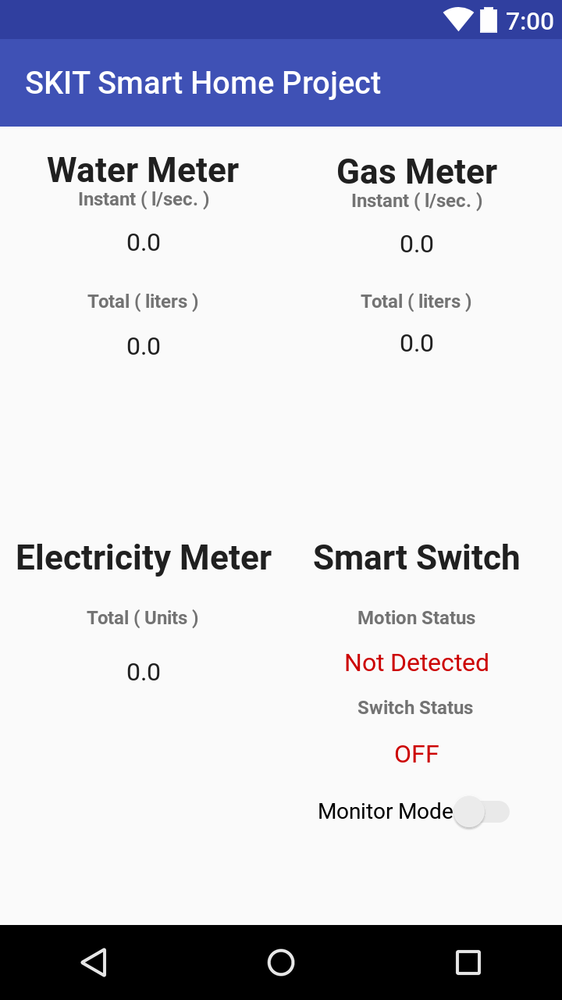 7:00
SKIT Smart Home Project
Water Meter
Instant ( l/sec. )
0.0
Total ( liters )
0.0
Gas Meter
Instant ( l/sec. )
0.0
Total ( liters )
0.0
Electricity Meter
Total ( Units )
0.0
Smart Switch
Motion Status
Not Detected
Switch Status
OFF
Monitor Mode